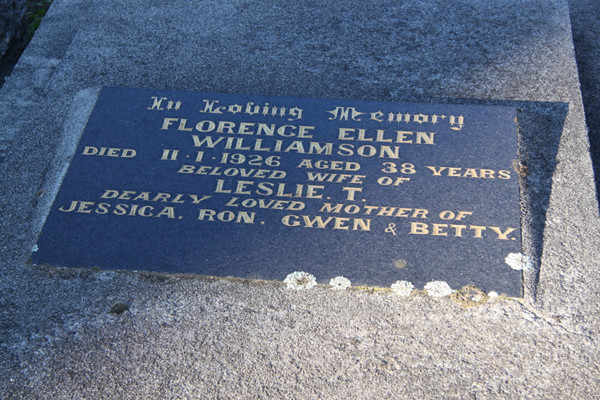 In Loving Memory
FLORENCE ELLEN
WILLIAMSON
DIED 11·1·1926 AGED 38 YEARS
BELOVED WIFE OF
LESLIE. T.
DEARLY LOVED MOTHER OF
JESSICA. RON. GWEN & BETTY.